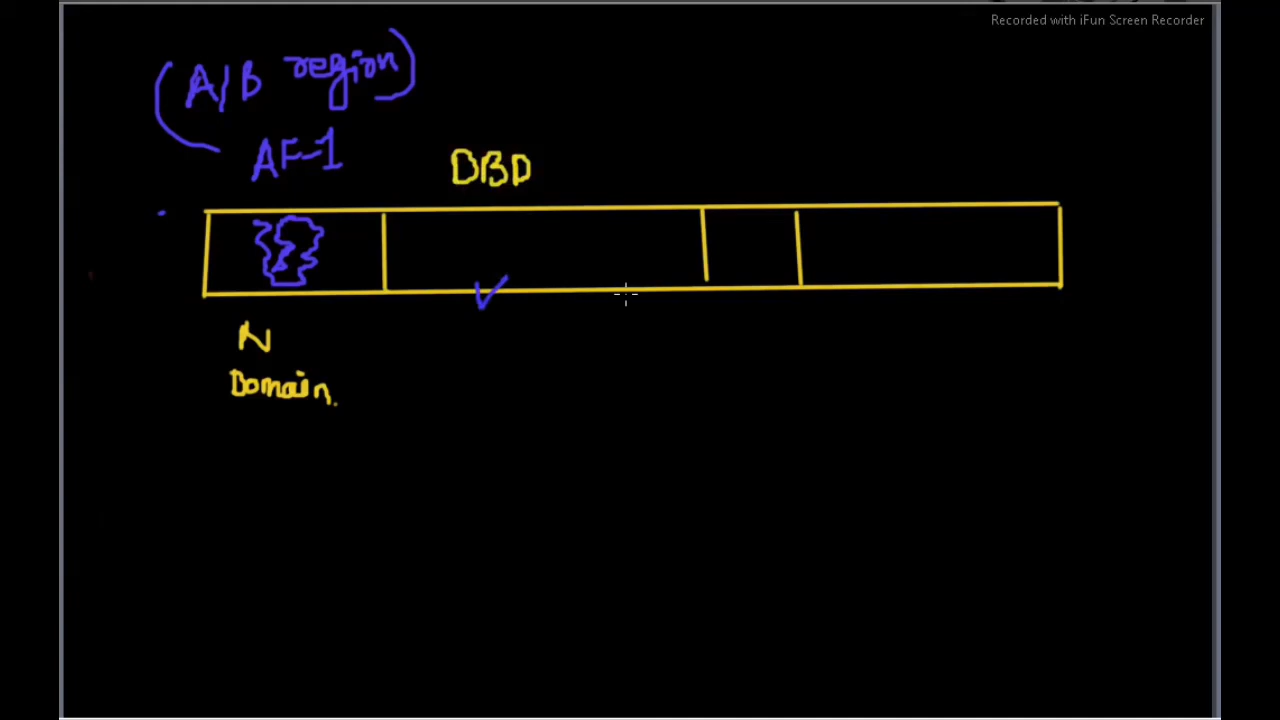 Recorded with iFun Screen Recorder
(A/B region)
AF-1
DBD
N
Domain.